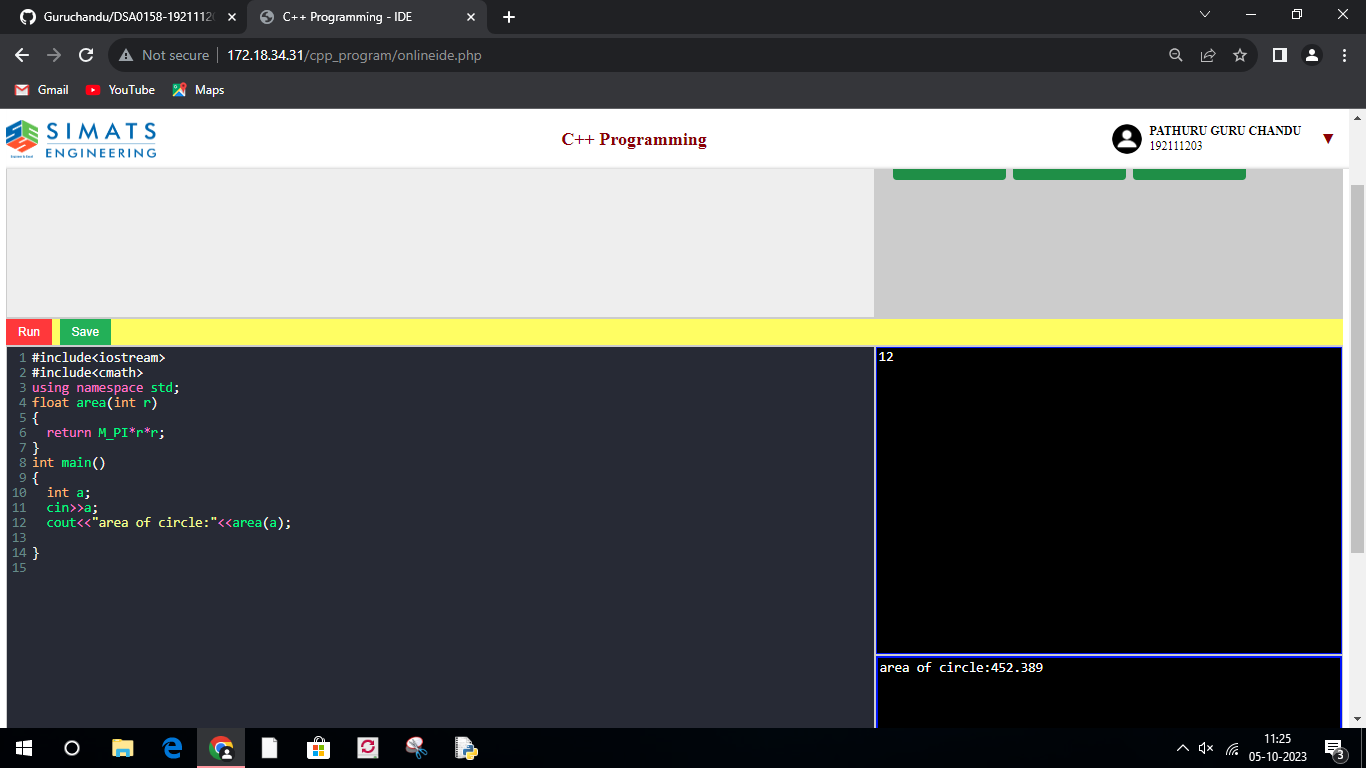 Guruchandu/DSA0158-1921112
C++ Programming - IDE
Not secure
172.18.34.31/cpp_program/onlineide.php
Gmail
YouTube
Maps
SIMATS
ENGINEERING
C++ Programming
PATHURU GURU CHANDU
192111203
Run
Save
1 #include<iostream>
2 #include<cmath>
3 using namespace std;
4 float area(int r)
5 {
6 return M_PI*r*r;
7 }
8 int main()
9 {
10 int a;
11 cin>>a;
12 cout<<"area of circle:"<<area(a);
13
14 }
15
12
area of circle:452.389
11:25
05-10-2023
3